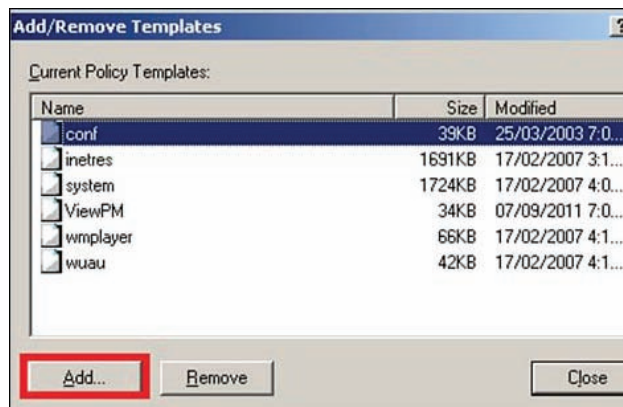 Add/Remove Templates ?
Current Policy Templates:
Name Size Modified
conf 39KB 25/03/2003 7:0...
inetres 1691KB 17/02/2007 3:1...
system 1724KB 17/02/2007 4:0...
ViewPM 34KB 07/09/2011 7:0...
wmplayer 66KB 17/02/2007 4:1...
wuau 42KB 17/02/2007 4:1...
Add... Remove Close